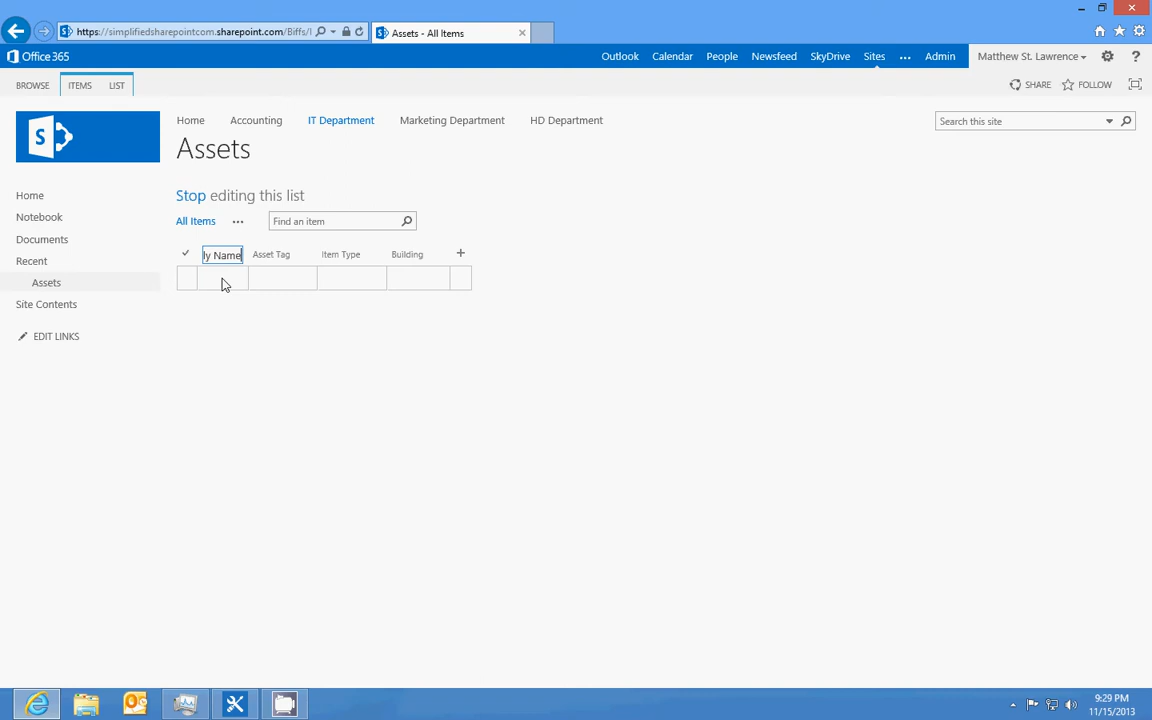 https://simplifiedsharepointcom.sharepoint.com/Biffs/
Assets - All Items
Office 365
Outlook Calendar People Newsfeed SkyDrive Sites ... Admin Matthew St. Lawrence ?
BROWSE ITEMS LIST
SHARE FOLLOW
S
Home Accounting IT Department Marketing Department HD Department
Search this site
Assets
Home
Notebook
Documents
Recent
Assets
Site Contents
EDIT LINKS
Stop editing this list
All Items ... Find an item
ly Name Asset Tag Item Type Building +
9:29 PM
11/15/2013